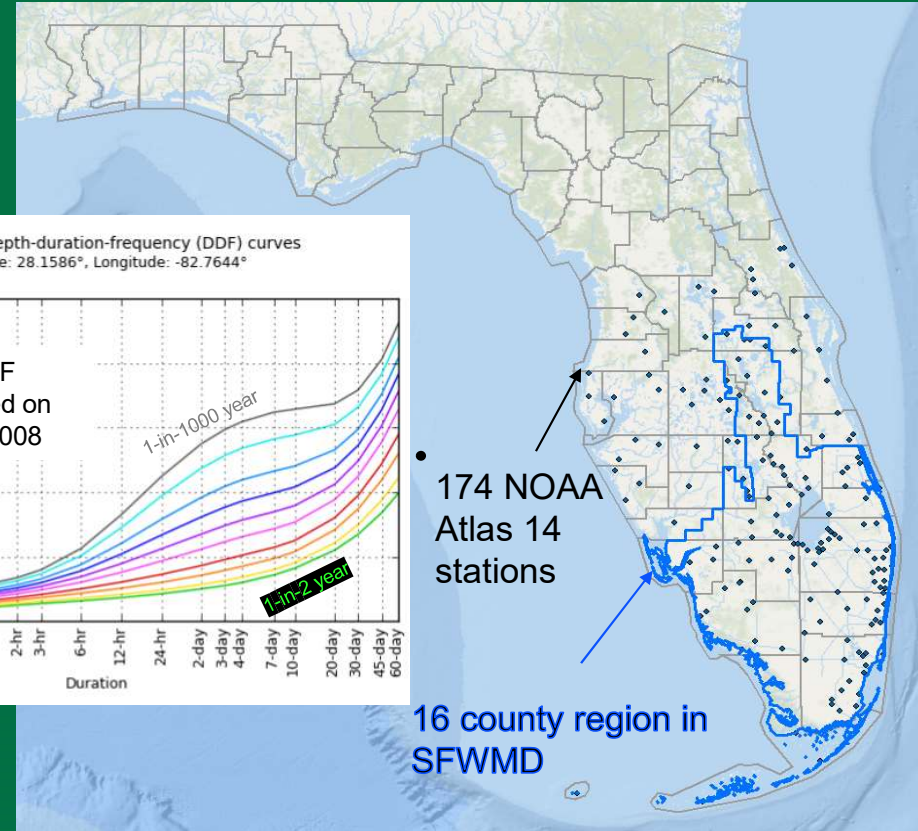 epth-duration-frequency (DDF) curves
e: 28.1586°, Longitude: -82.7644°
F
ed on
008
1-in-1000 year
1-in-2 year
2-hr
3-hr
6-hr
12-hr
24-hr
2-day
3-day
4-day
7-day
10-day
20-day
30-day
45-day
60-day
Duration
• 174 NOAA
Atlas 14
stations
16 county region in
SFWMD